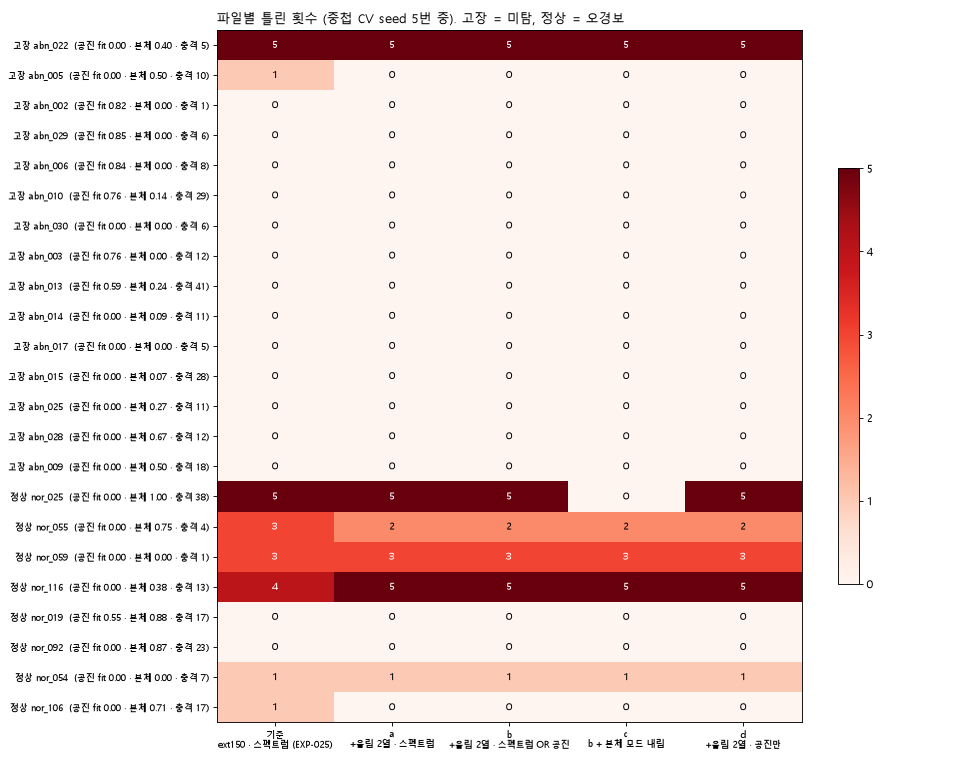 파일별 틀린 횟수 (중첩 CV seed 5번 중). 고장 = 미탐, 정상 = 오경보
고장 abn_022 (공진 fit 0.00 · 본체 0.40 · 충격 5) 5 5 5 5 5
고장 abn_005 (공진 fit 0.00 · 본체 0.50 · 충격 10) 1 0 0 0 0
고장 abn_002 (공진 fit 0.82 · 본체 0.00 · 충격 1) 0 0 0 0 0
고장 abn_029 (공진 fit 0.85 · 본체 0.00 · 충격 6) 0 0 0 0 0
고장 abn_006 (공진 fit 0.84 · 본체 0.00 · 충격 8) 0 0 0 0 0
고장 abn_010 (공진 fit 0.76 · 본체 0.14 · 충격 29) 0 0 0 0 0
고장 abn_030 (공진 fit 0.00 · 본체 0.00 · 충격 6) 0 0 0 0 0
고장 abn_003 (공진 fit 0.76 · 본체 0.00 · 충격 12) 0 0 0 0 0
고장 abn_013 (공진 fit 0.59 · 본체 0.24 · 충격 41) 0 0 0 0 0
고장 abn_014 (공진 fit 0.00 · 본체 0.09 · 충격 11) 0 0 0 0 0
고장 abn_017 (공진 fit 0.00 · 본체 0.00 · 충격 5) 0 0 0 0 0
고장 abn_015 (공진 fit 0.00 · 본체 0.07 · 충격 28) 0 0 0 0 0
고장 abn_025 (공진 fit 0.00 · 본체 0.27 · 충격 11) 0 0 0 0 0
고장 abn_028 (공진 fit 0.00 · 본체 0.67 · 충격 12) 0 0 0 0 0
고장 abn_009 (공진 fit 0.00 · 본체 0.50 · 충격 18) 0 0 0 0 0
정상 nor_025 (공진 fit 0.00 · 본체 1.00 · 충격 38) 5 5 5 0 5
정상 nor_055 (공진 fit 0.00 · 본체 0.75 · 충격 4) 3 2 2 2 2
정상 nor_059 (공진 fit 0.00 · 본체 0.00 · 충격 1) 3 3 3 3 3
정상 nor_116 (공진 fit 0.00 · 본체 0.38 · 충격 13) 4 5 5 5 5
정상 nor_019 (공진 fit 0.55 · 본체 0.88 · 충격 17) 0 0 0 0 0
정상 nor_092 (공진 fit 0.00 · 본체 0.87 · 충격 23) 0 0 0 0 0
정상 nor_054 (공진 fit 0.00 · 본체 0.00 · 충격 7) 1 1 1 1 1
정상 nor_106 (공진 fit 0.00 · 본체 0.71 · 충격 17) 1 0 0 0 0
기준 a b c d
ext150 · 스펙트럼 (EXP-025) +울림 2열 · 스펙트럼 +울림 2열 · 스펙트럼 OR 공진 b + 본체 모드 내림 +울림 2열 · 공진만
5
4
3
2
1
0